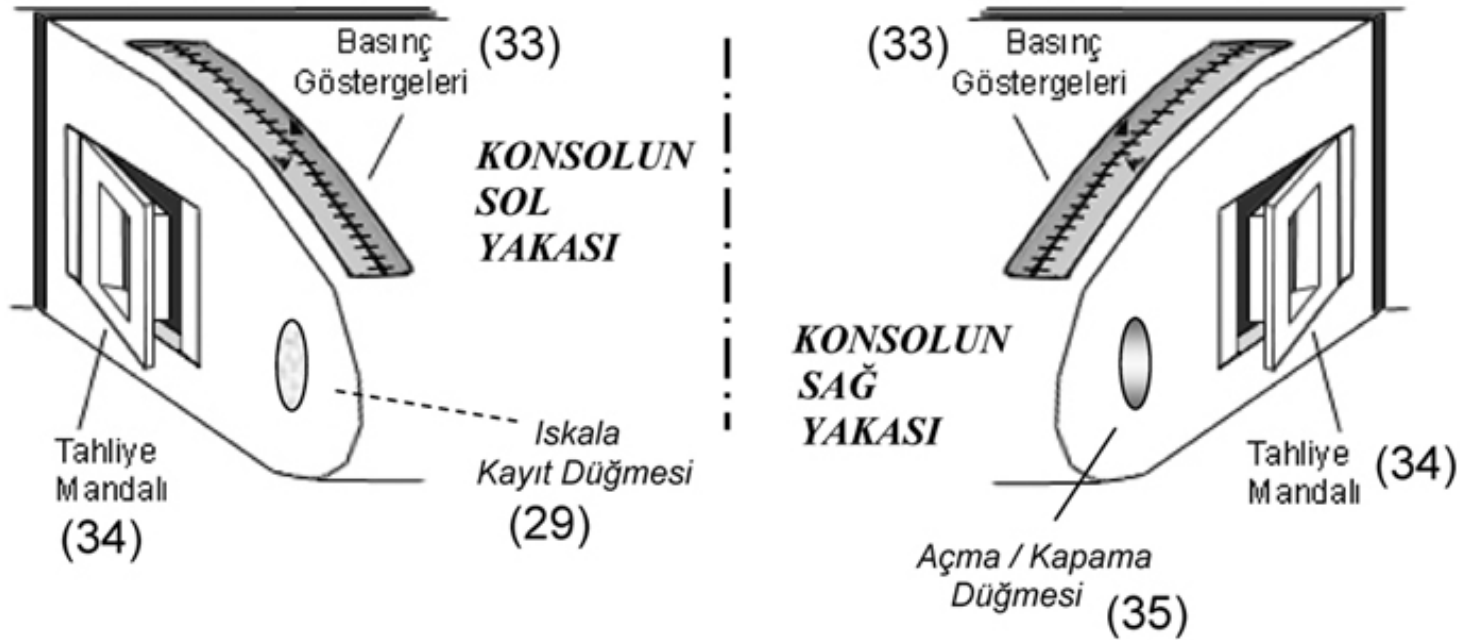 Basınç (33)
Göstergeleri
KONSOLUN
SOL
YAKASI
Iskala
Kayıt Düğmesi
(29)
Tahliye
Mandalı
(34)
(33) Basınç
Göstergeleri
KONSOLUN
SAĞ
YAKASI
Tahliye (34)
Mandalı
Açma / Kapama
Düğmesi (35)